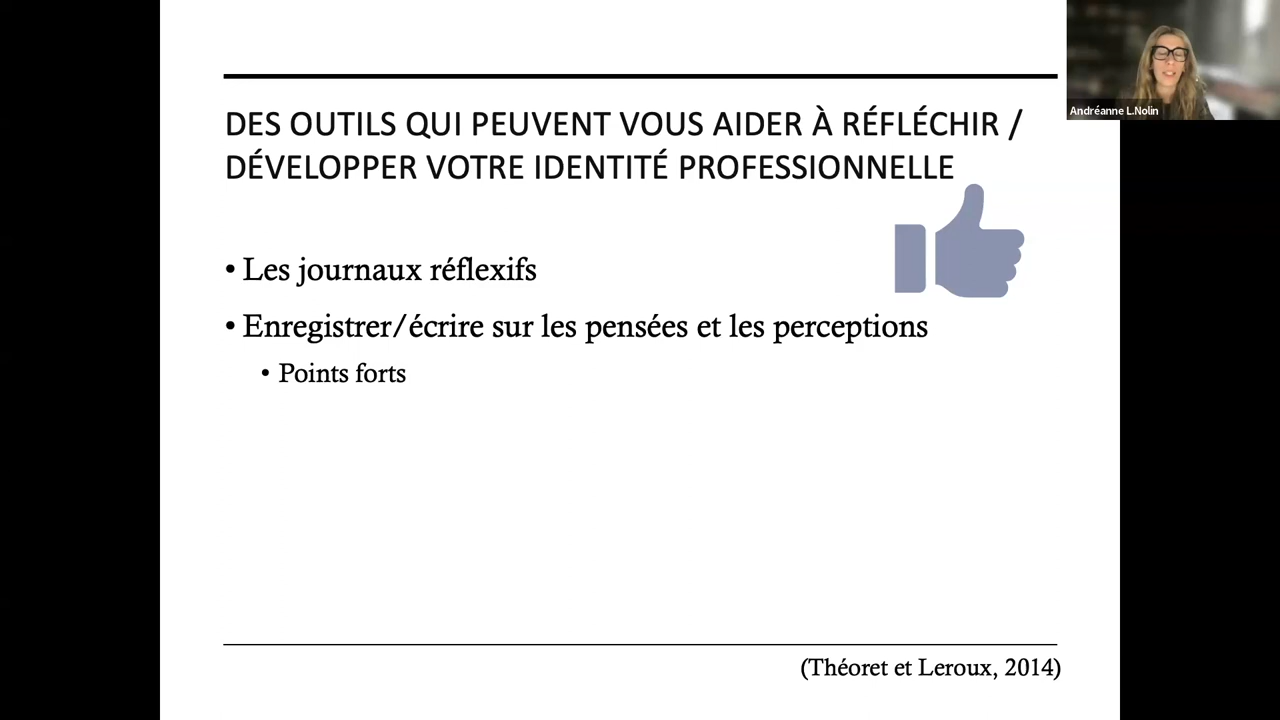 DES OUTILS QUI PEUVENT VOUS AIDER À RÉFLÉCHIR /
DÉVELOPPER VOTRE IDENTITÉ PROFESSIONNELLE
• Les journaux réflexifs
• Enregistrer/écrire sur les pensées et les perceptions
• Points forts
(Théoret et Leroux, 2014)
Andréanne L.Nolin